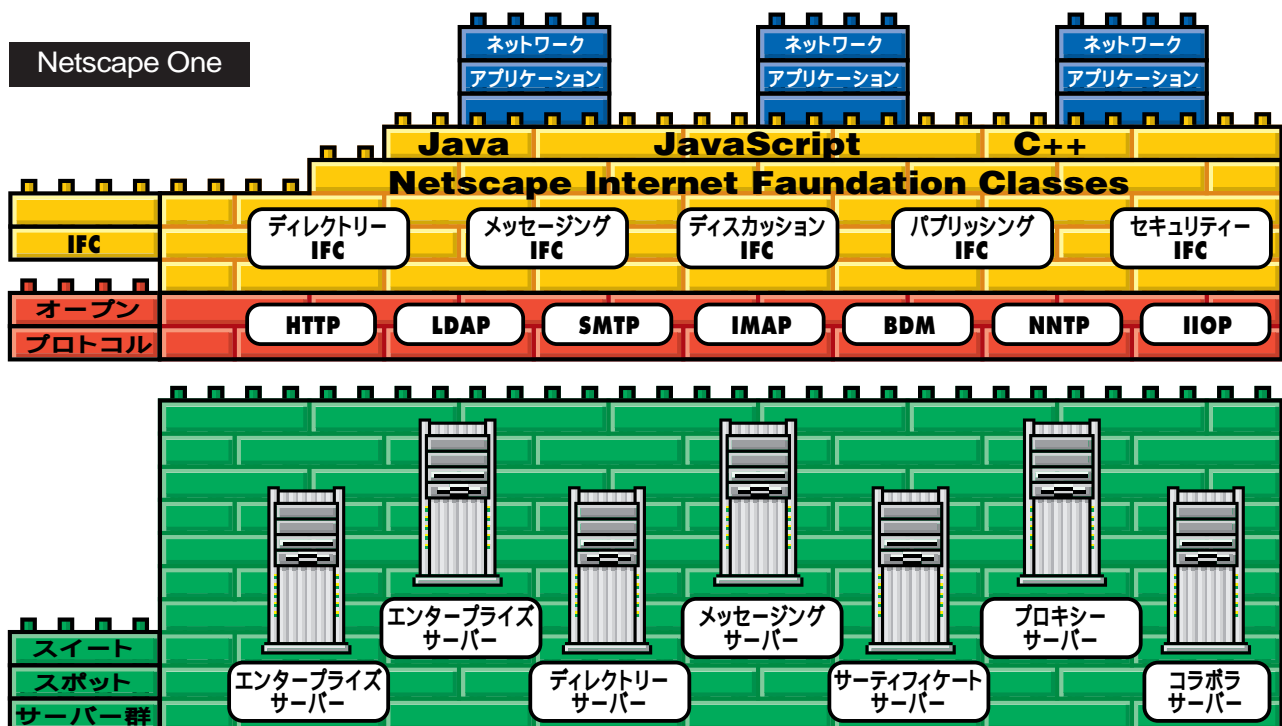 Netscape One
ネットワーク
アプリケーション
ネットワーク
アプリケーション
ネットワーク
アプリケーション
Java JavaScript C++
Netscape Internet Faundation Classes
IFC
ディレクトリー
IFC
メッセージング
IFC
ディスカッション
IFC
パブリッシング
IFC
セキュリティー
IFC
オープン
プロトコル
HTTP
LDAP
SMTP
IMAP
BDM
NNTP
IIOP
エンタープライズ
サーバー
メッセージング
サーバー
プロキシー
サーバー
スイート
スポット
サーバー群
エンタープライズ
サーバー
ディレクトリー
サーバー
サーティフィケート
サーバー
コラボラ
サーバー